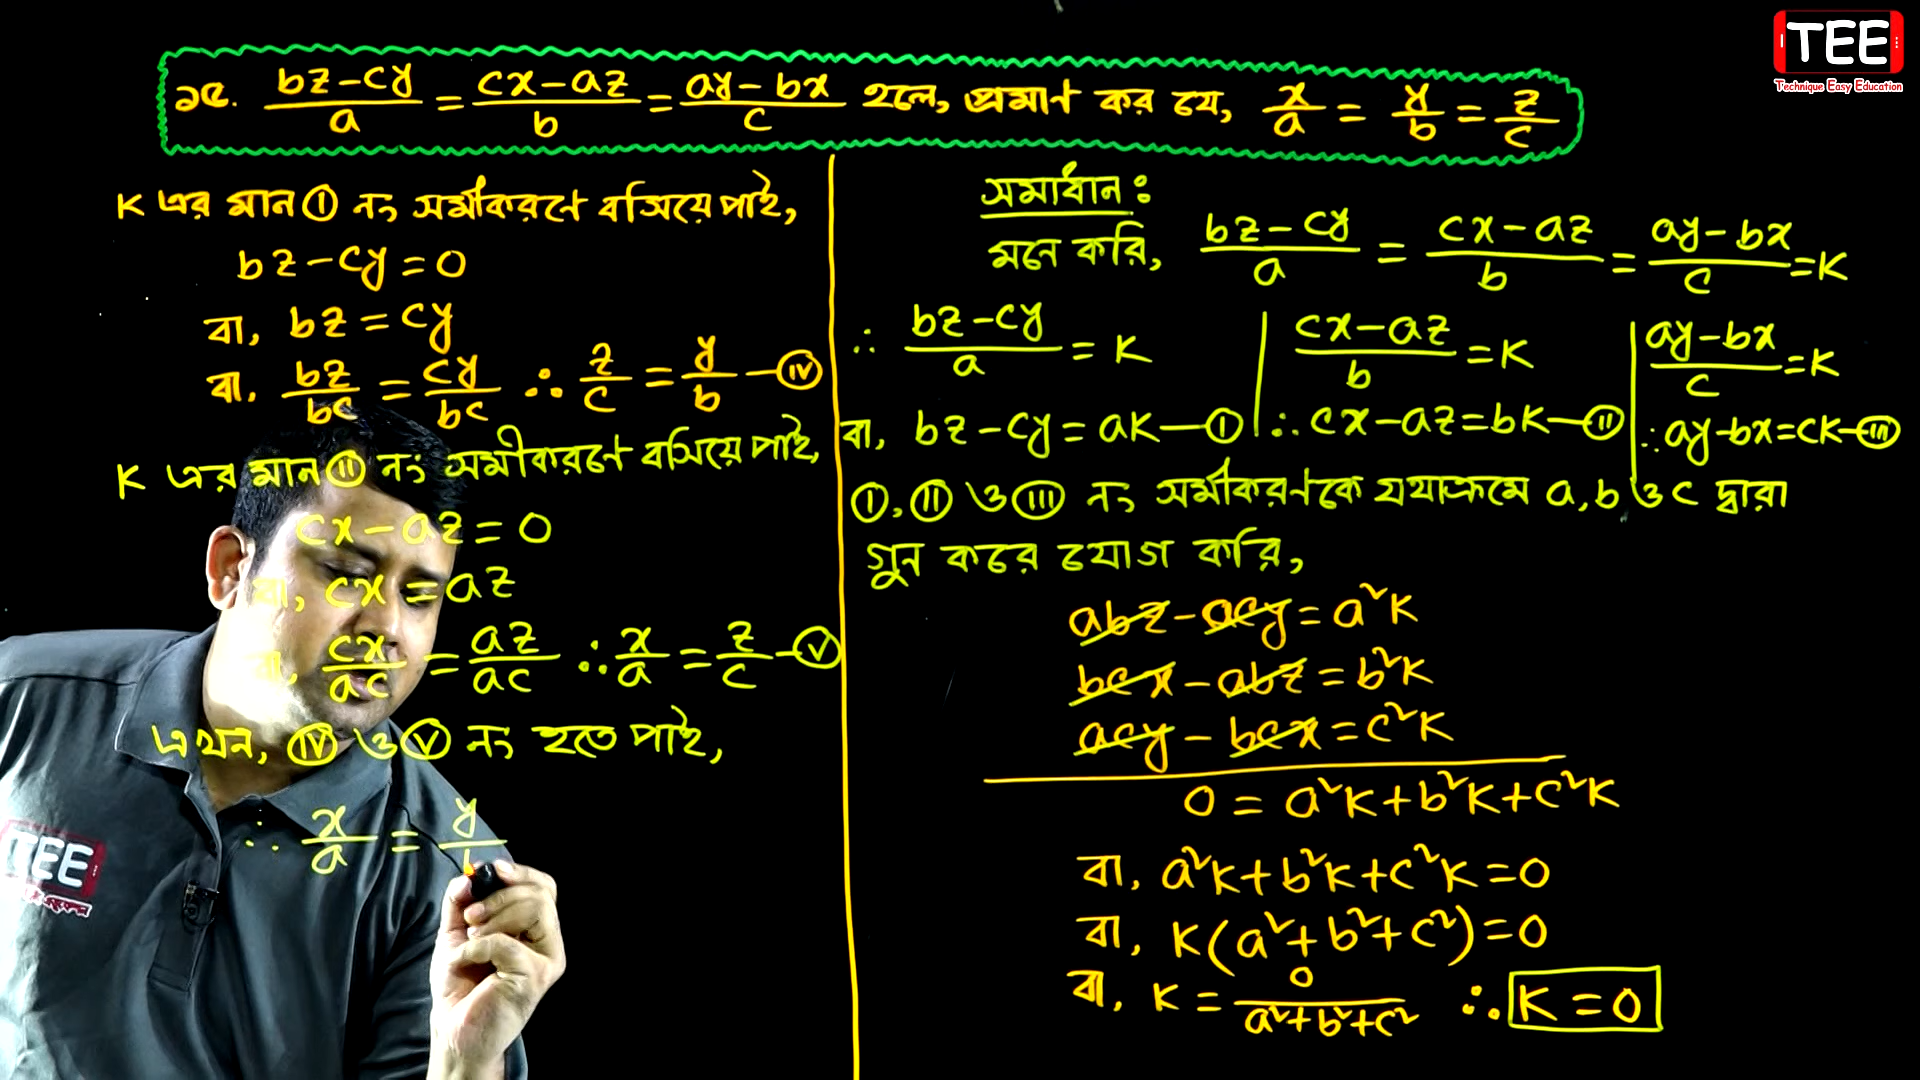 TEE
Technique Easy Education
১৫. (bz-cy)/a = (cx-az)/b = (ay-bx)/c হলে, প্রমাণ কর যে, x/a = y/b = z/c
সমাধান:
মনে করি, (bz-cy)/a = (cx-az)/b = (ay-bx)/c = K
∴ (bz-cy)/a = K | (cx-az)/b = K | (ay-bx)/c = K
বা, bz-cy = aK — (I) | ∴ cx-az = bK — (II) | ∴ ay-bx = cK — (III)
(I), (II) ও (III) নং সমীকরণকে যথাক্রমে a, b ও c দ্বারা
গুন করে যোগ করি,
abz - acy = a²K
bcx - abz = b²K
acy - bcx = c²K
0 = a²K + b²K + c²K
বা, a²K + b²K + c²K = 0
বা, K(a² + b² + c²) = 0
বা, K = 0/(a²+b²+c²) ∴ K = 0
K এর মান (I) নং সমীকরণে বসিয়ে পাই,
bz - cy = 0
বা, bz = cy
বা, bz/bc = cy/bc ∴ z/c = y/b — (IV)
K এর মান (II) নং সমীকরণে বসিয়ে পাই,
cx - az = 0
বা, cx = az
বা, cx/ac = az/ac ∴ x/a = z/c — (V)
এখন, (IV) ও (V) নং হতে পাই,
∴ x/a = y/
TEE